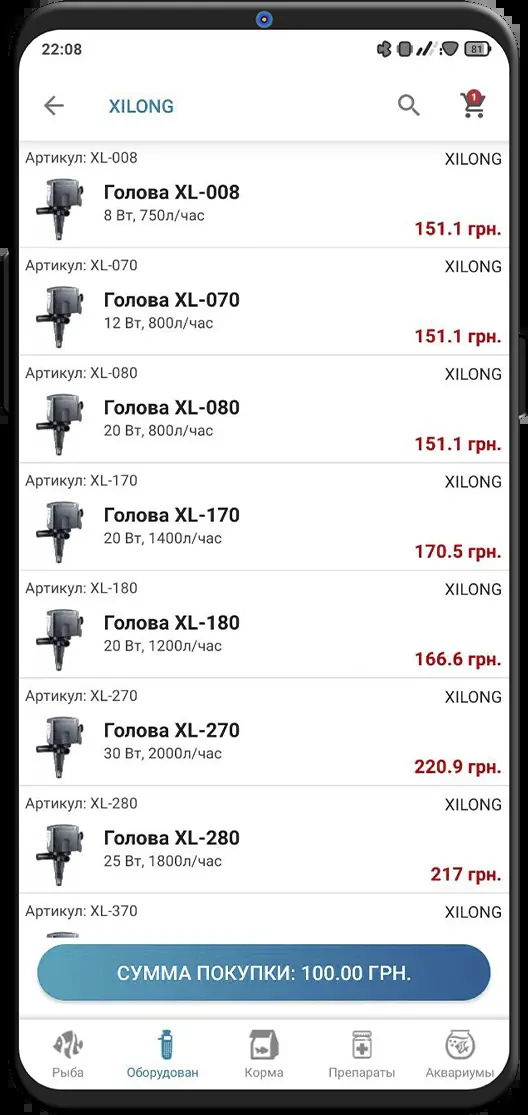 22:08
81
XILONG
1
Артикул: XL-008
XILONG
Голова XL-008
8 Вт, 750л/час
151.1 грн.
Артикул: XL-070
XILONG
Голова XL-070
12 Вт, 800л/час
151.1 грн.
Артикул: XL-080
XILONG
Голова XL-080
20 Вт, 800л/час
151.1 грн.
Артикул: XL-170
XILONG
Голова XL-170
20 Вт, 1400л/час
170.5 грн.
Артикул: XL-180
XILONG
Голова XL-180
20 Вт, 1200л/час
166.6 грн.
Артикул: XL-270
XILONG
Голова XL-270
30 Вт, 2000л/час
220.9 грн.
Артикул: XL-280
XILONG
Голова XL-280
25 Вт, 1800л/час
217 грн.
Артикул: XL-370
XILONG
СУММА ПОКУПКИ: 100.00 ГРН.
Рыба
Оборудован
Корма
Препараты
Аквариумы